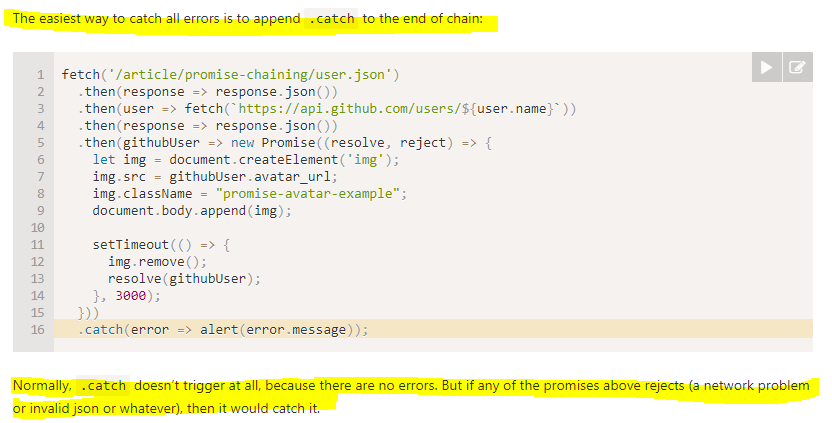 The easiest way to catch all errors is to append .catch to the end of chain:
1 fetch('/article/promise-chaining/user.json')
2   .then(response => response.json())
3   .then(user => fetch(`https://api.github.com/users/${user.name}`))
4   .then(response => response.json())
5   .then(githubUser => new Promise((resolve, reject) => {
6     let img = document.createElement('img');
7     img.src = githubUser.avatar_url;
8     img.className = "promise-avatar-example";
9     document.body.append(img);
10
11     setTimeout(() => {
12       img.remove();
13       resolve(githubUser);
14     }, 3000);
15   }))
16   .catch(error => alert(error.message));
Normally, .catch doesn't trigger at all, because there are no errors. But if any of the promises above rejects (a network problem
or invalid json or whatever), then it would catch it.